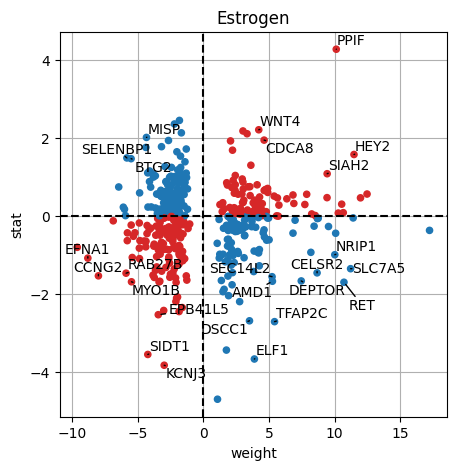 Estrogen
PPIF
4
MISP
WNT4
2
SELENBP1
CDCA8
HEY2
BTG2
SIAH2
0
stat
EFNA1
NRIP1
CCNG2
RAB27B
SEC14L2
CELSR2
SLC7A5
MYO1B
AMD1
DEPTOR
−2
EPB41L5
RET
DSCC1
TFAP2C
SIDT1
ELF1
−4
KCNJ3
−10
−5
0
5
10
15
weight